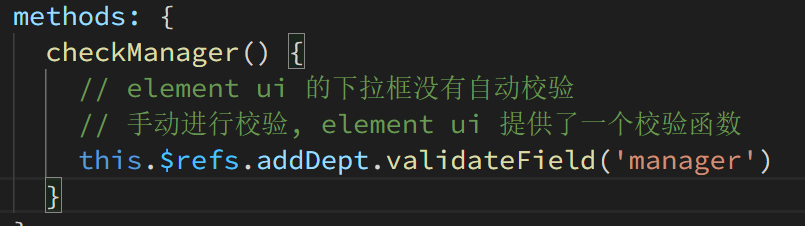 methods: {
checkManager() {
// element ui 的下拉框没有自动校验
// 手动进行校验, element ui 提供了一个校验函数
this.$refs.addDept.validateField('manager')
}